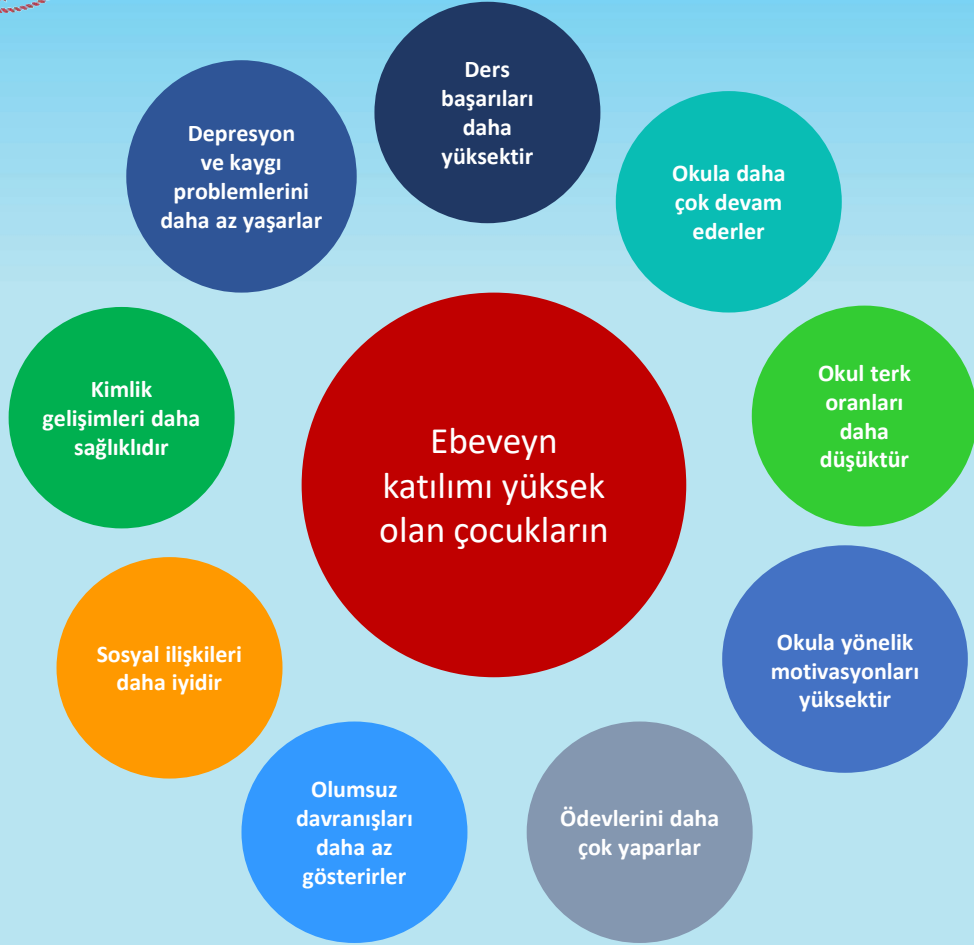 Ders
başarıları
daha
yüksektir
Depresyon
ve kaygı
problemlerini
daha az yaşarlar
Okula daha
çok devam
ederler
Kimlik
gelişimleri daha
sağlıklıdır
Ebeveyn
katılımı yüksek
olan çocukların
Okul terk
oranları
daha
düşüktür
Sosyal ilişkileri
daha iyidir
Okula yönelik
motivasyonları
yüksektir
Olumsuz
davranışları
daha az
gösterirler
Ödevlerini daha
çok yaparlar